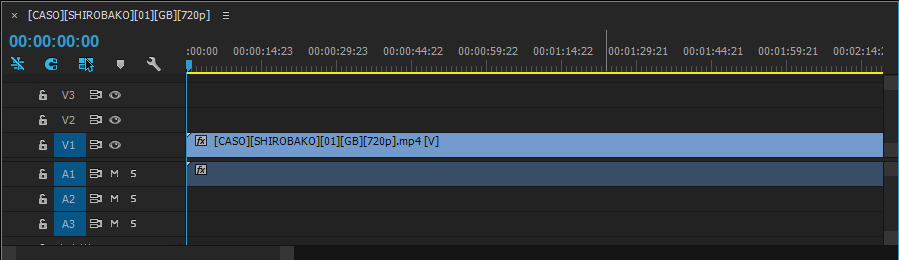 × [CASO][SHIROBAKO][01][GB][720p] ≡
00:00:00:00
:00:00 00:00:14:23 00:00:29:23 00:00:44:22 00:00:59:22 00:01:14:22 00:01:29:21 00:01:44:21 00:01:59:21 00:02:14:2
V3
V2
V1 fx [CASO][SHIROBAKO][01][GB][720p].mp4 [V]
A1 M S fx
A2 M S
A3 M S